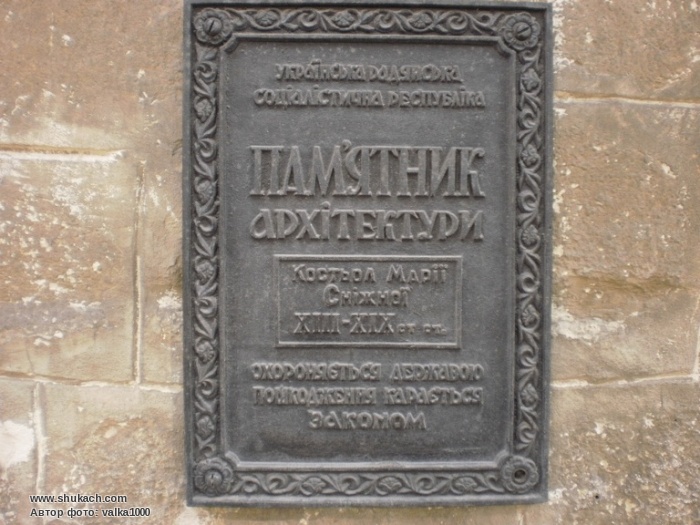 УКРАЇНСЬКА РАДЯНСЬКА
СОЦІАЛІСТИЧНА РЕСПУБЛІКА
ПАМ'ЯТНИК
АРХІТЕКТУРИ
Костьол Марії
Сніжної
XIII-XIX ст. ст.
ОХОРОНЯЄТЬСЯ ДЕРЖАВОЮ
ПОШКОДЖЕННЯ КАРАЄТЬСЯ
ЗАКОНОМ
www.shukach.com
Автор фото: valka1000